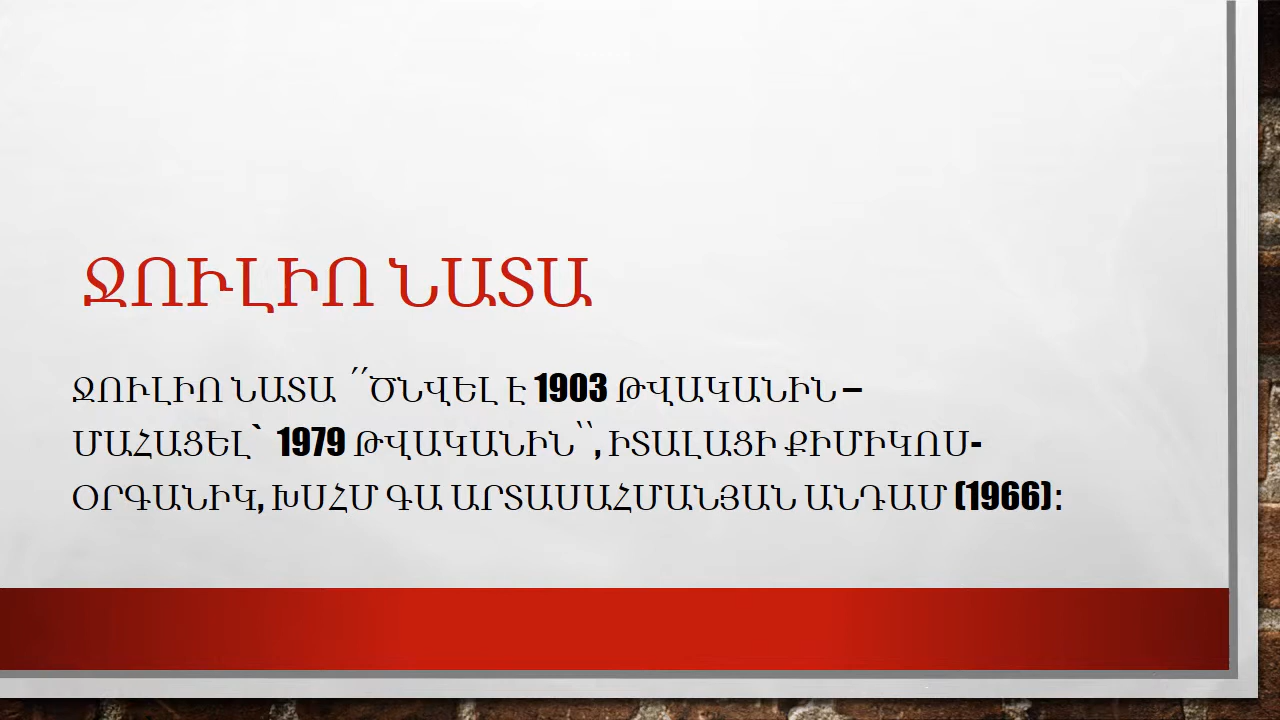 ՋՈՒԼԻՈ ՆԱՏԱ
ՋՈՒԼԻՈ ՆԱՏԱ ՛՛ԾՆՎԵԼ Է 1903 ԹՎԱԿԱՆԻՆ –
ՄԱՀԱՑԵԼ` 1979 ԹՎԱԿԱՆԻՆ՝՝, ԻՏԱԼԱՑԻ ՔԻՄԻԿՈՍ-
ՕՐԳԱՆԻԿ, ԽՍՀՄ ԳԱ ԱՐՏԱՍԱՀՄԱՆՅԱՆ ԱՆԴԱՄ (1966)։